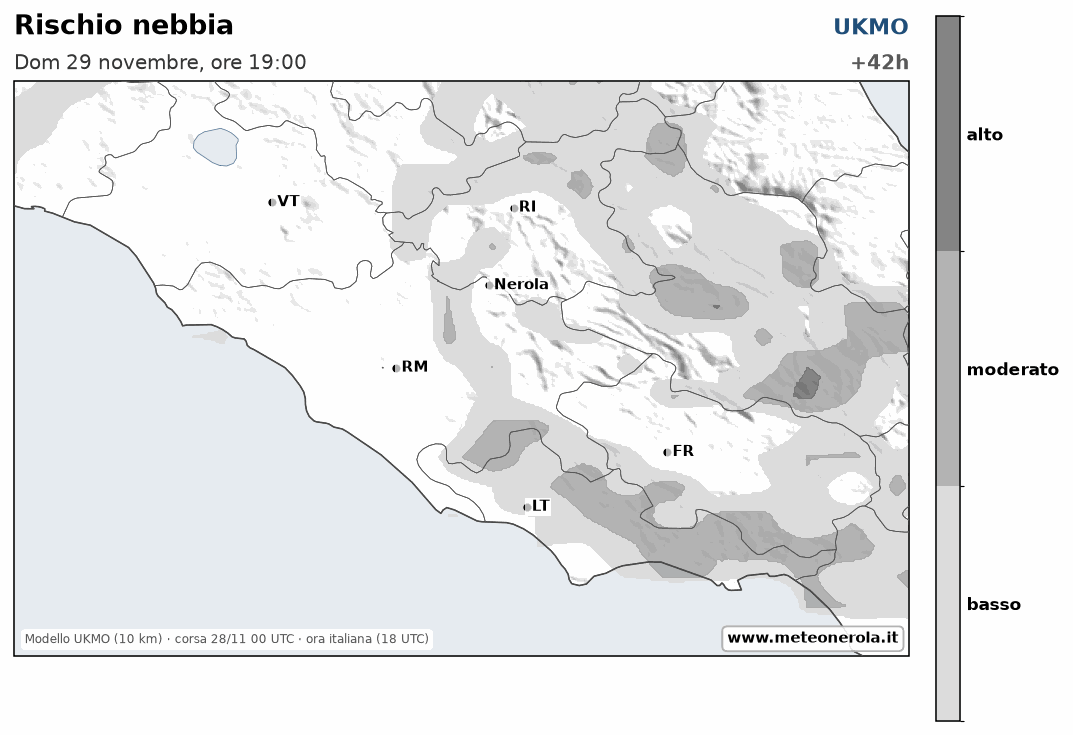 Rischio nebbia
UKMO
Dom 29 novembre, ore 19:00
+42h
alto
VT
RI
Nerola
RM
moderato
FR
LT
basso
Modello UKMO (10 km) · corsa 28/11 00 UTC · ora italiana (18 UTC)
www.meteonerola.it